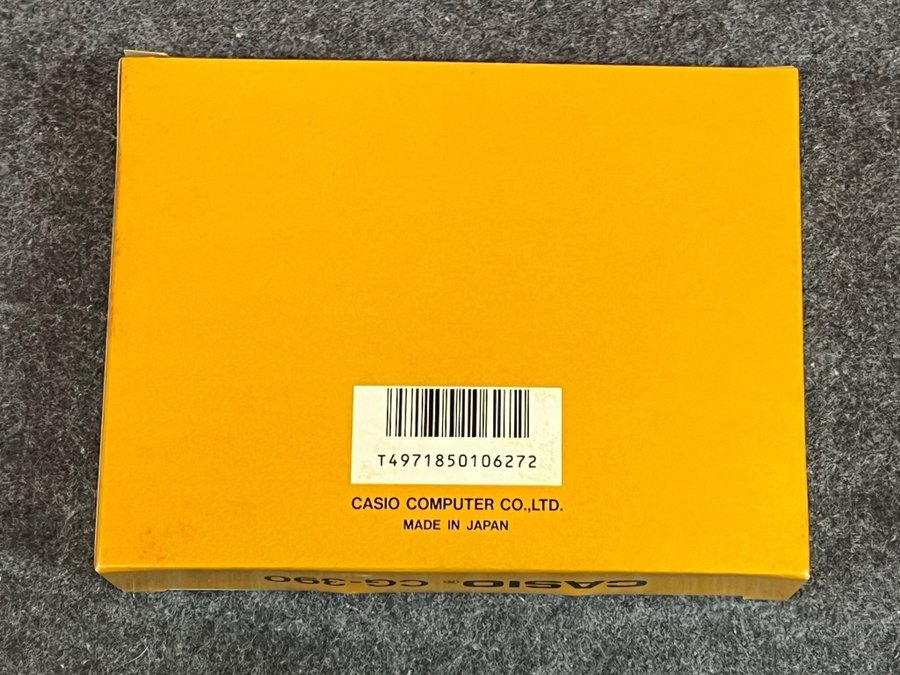 T4971850106272
CASIO COMPUTER CO.,LTD.
MADE IN JAPAN
CASIO ® CG-390